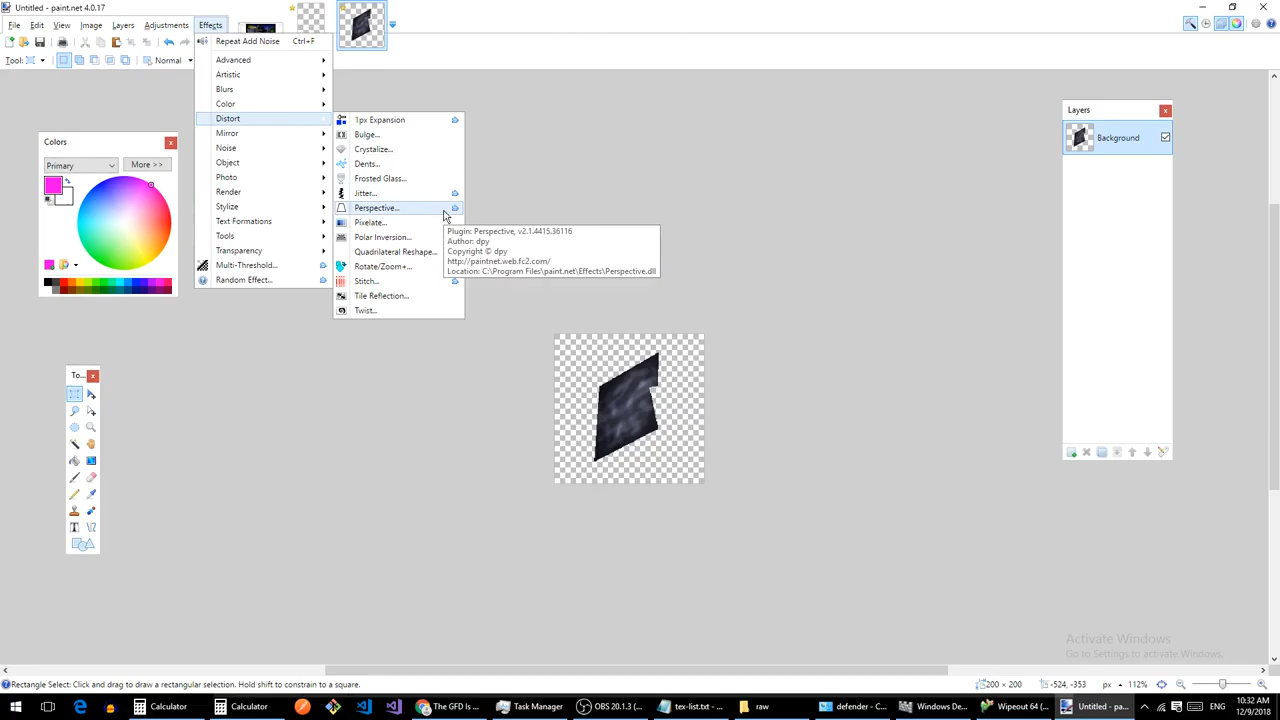 Untitled - paint.net 4.0.17
File Edit View Image Layers Adjustments Effects
Tool: Normal
Repeat Add Noise Ctrl+F
Advanced
Artistic
Blurs
Color
Distort
Mirror
Noise
Object
Photo
Render
Stylize
Text Formations
Tools
dpy
Transparency
Multi-Threshold...
Random Effect...
1px Expansion
Bulge...
Crystalize...
Dents...
Frosted Glass...
Jitter...
Perspective...
Pixelate...
Polar Inversion...
Quadrilateral Reshape...
Rotate/Zoom+...
Stitch...
Tile Reflection...
Twist...
Plugin: Perspective, v2.1.4415.36116
Author: dpy
Copyright © dpy
http://paintnet.web.fc2.com/
Location: C:\Program Files\paint.net\Effects\Perspective.dll
Colors
Primary
More >>
To...
Layers
Background
Activate Windows
Go to Settings to activate Windows.
Rectangle Select: Click and drag to draw a rectangular selection. Hold shift to constrain to a square.
200 × 200
-524, -353
px
112%
Calculator
Calculator
The GFD Is ...
Task Manager
OBS 20.1.3 (...
tex-list.txt - ...
raw
defender - C...
Windows De...
Wipeout 64 (...
Untitled - pa...
10:32 AM
12/9/2018